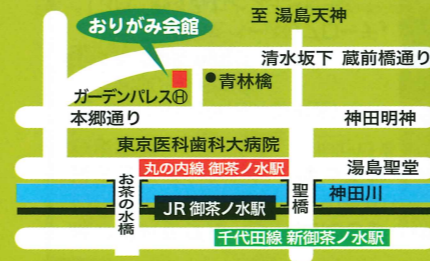 至 湯島天神
おりがみ会館
清水坂下 蔵前橋通り
青林檎
ガーデンパレスⒽ
本郷通り
神田明神
東京医科歯科大病院
丸の内線 御茶ノ水駅
湯島聖堂
お茶の水橋
聖橋
神田川
JR 御茶ノ水駅
千代田線 新御茶ノ水駅